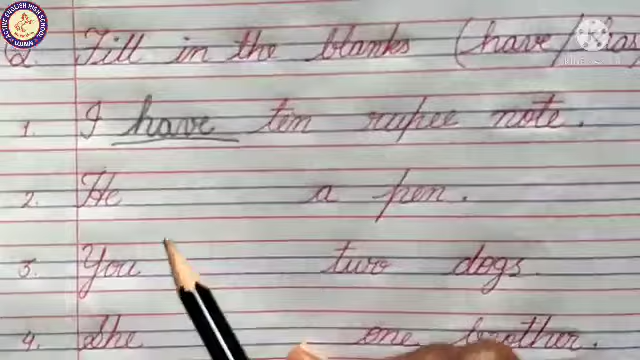 Q. Fill in the blanks (have/has
1. I have ten rupee note.
2. He a pen.
3. You two dogs.
4. She one brother.